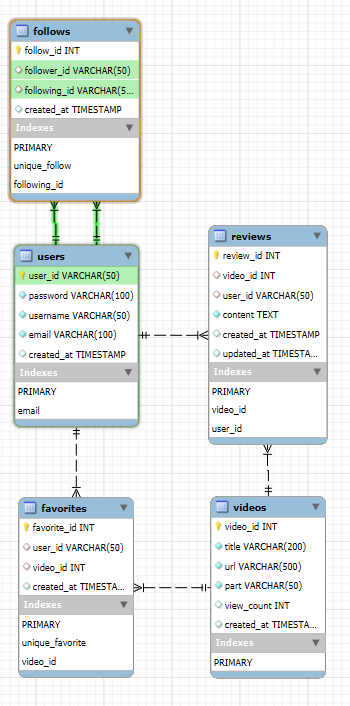 follows
follow_id INT
follower_id VARCHAR(50)
following_id VARCHAR(5...
created_at TIMESTAMP
Indexes
PRIMARY
unique_follow
following_id
users
user_id VARCHAR(50)
password VARCHAR(100)
username VARCHAR(50)
email VARCHAR(100)
created_at TIMESTAMP
Indexes
PRIMARY
email
reviews
review_id INT
video_id INT
user_id VARCHAR(50)
content TEXT
created_at TIMESTAMP
updated_at TIMESTA...
Indexes
PRIMARY
video_id
user_id
favorites
favorite_id INT
user_id VARCHAR(50)
video_id INT
created_at TIMESTA...
Indexes
PRIMARY
unique_favorite
video_id
videos
video_id INT
title VARCHAR(200)
url VARCHAR(500)
part VARCHAR(50)
view_count INT
created_at TIMESTA...
Indexes
PRIMARY